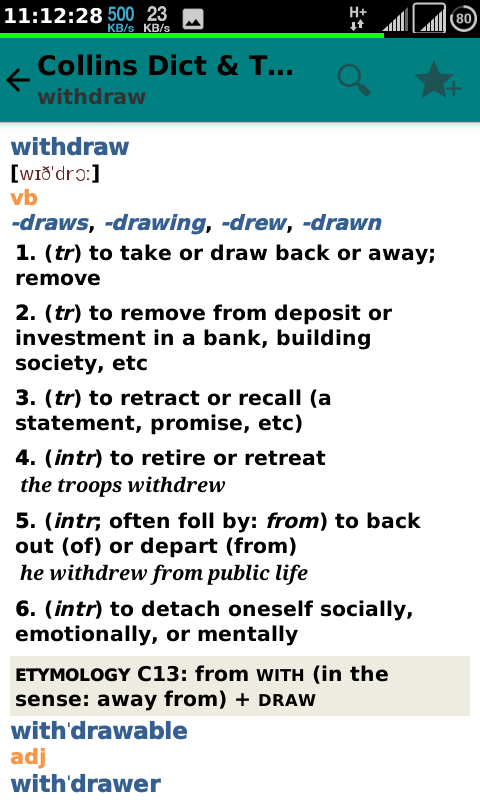 11:12:28 500 KB/s 23 KB/s H+ 80
Collins Dict & T...
withdraw
withdraw
[wɪðˈdrɔː]
vb
-draws, -drawing, -drew, -drawn
1. (tr) to take or draw back or away;
remove
2. (tr) to remove from deposit or
investment in a bank, building
society, etc
3. (tr) to retract or recall (a
statement, promise, etc)
4. (intr) to retire or retreat
the troops withdrew
5. (intr; often foll by: from) to back
out (of) or depart (from)
he withdrew from public life
6. (intr) to detach oneself socially,
emotionally, or mentally
ETYMOLOGY C13: from WITH (in the
sense: away from) + DRAW
withˈdrawable
adj
withˈdrawer